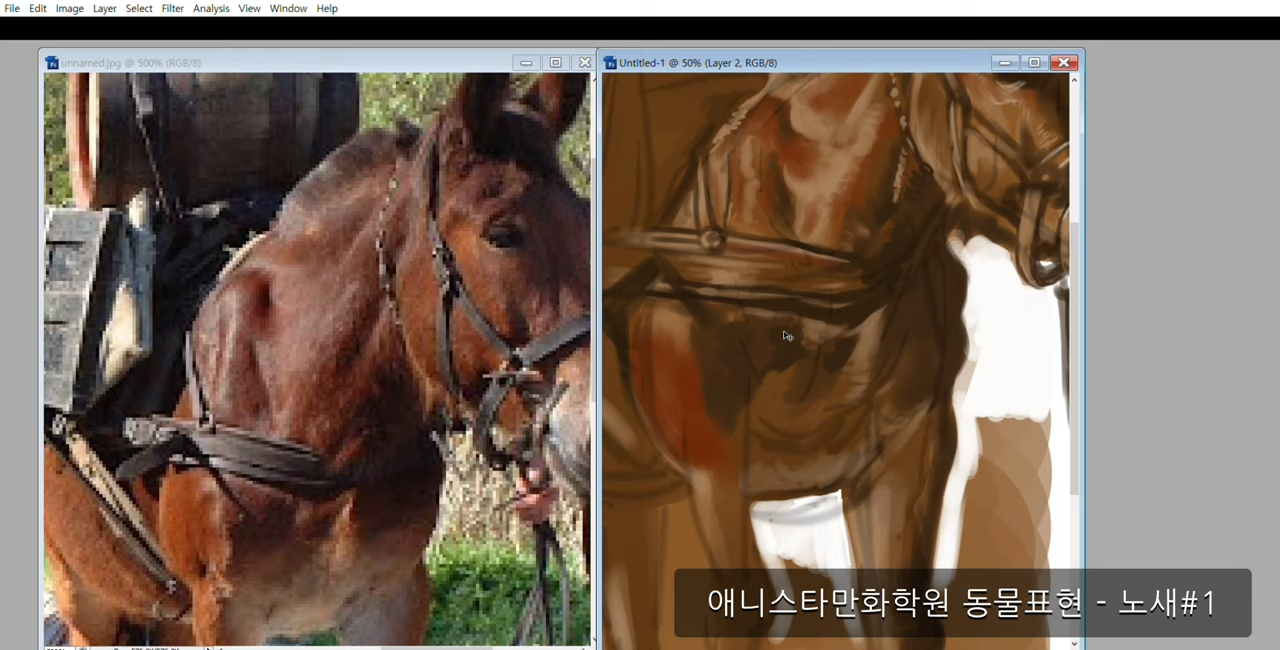 File Edit Image Layer Select Filter Analysis View Window Help
unnamed.jpg @ 500% (RGB/8)
Untitled-1 @ 50% (Layer 2, RGB/8)
애니스타만화학원 동물표현 - 노새#1